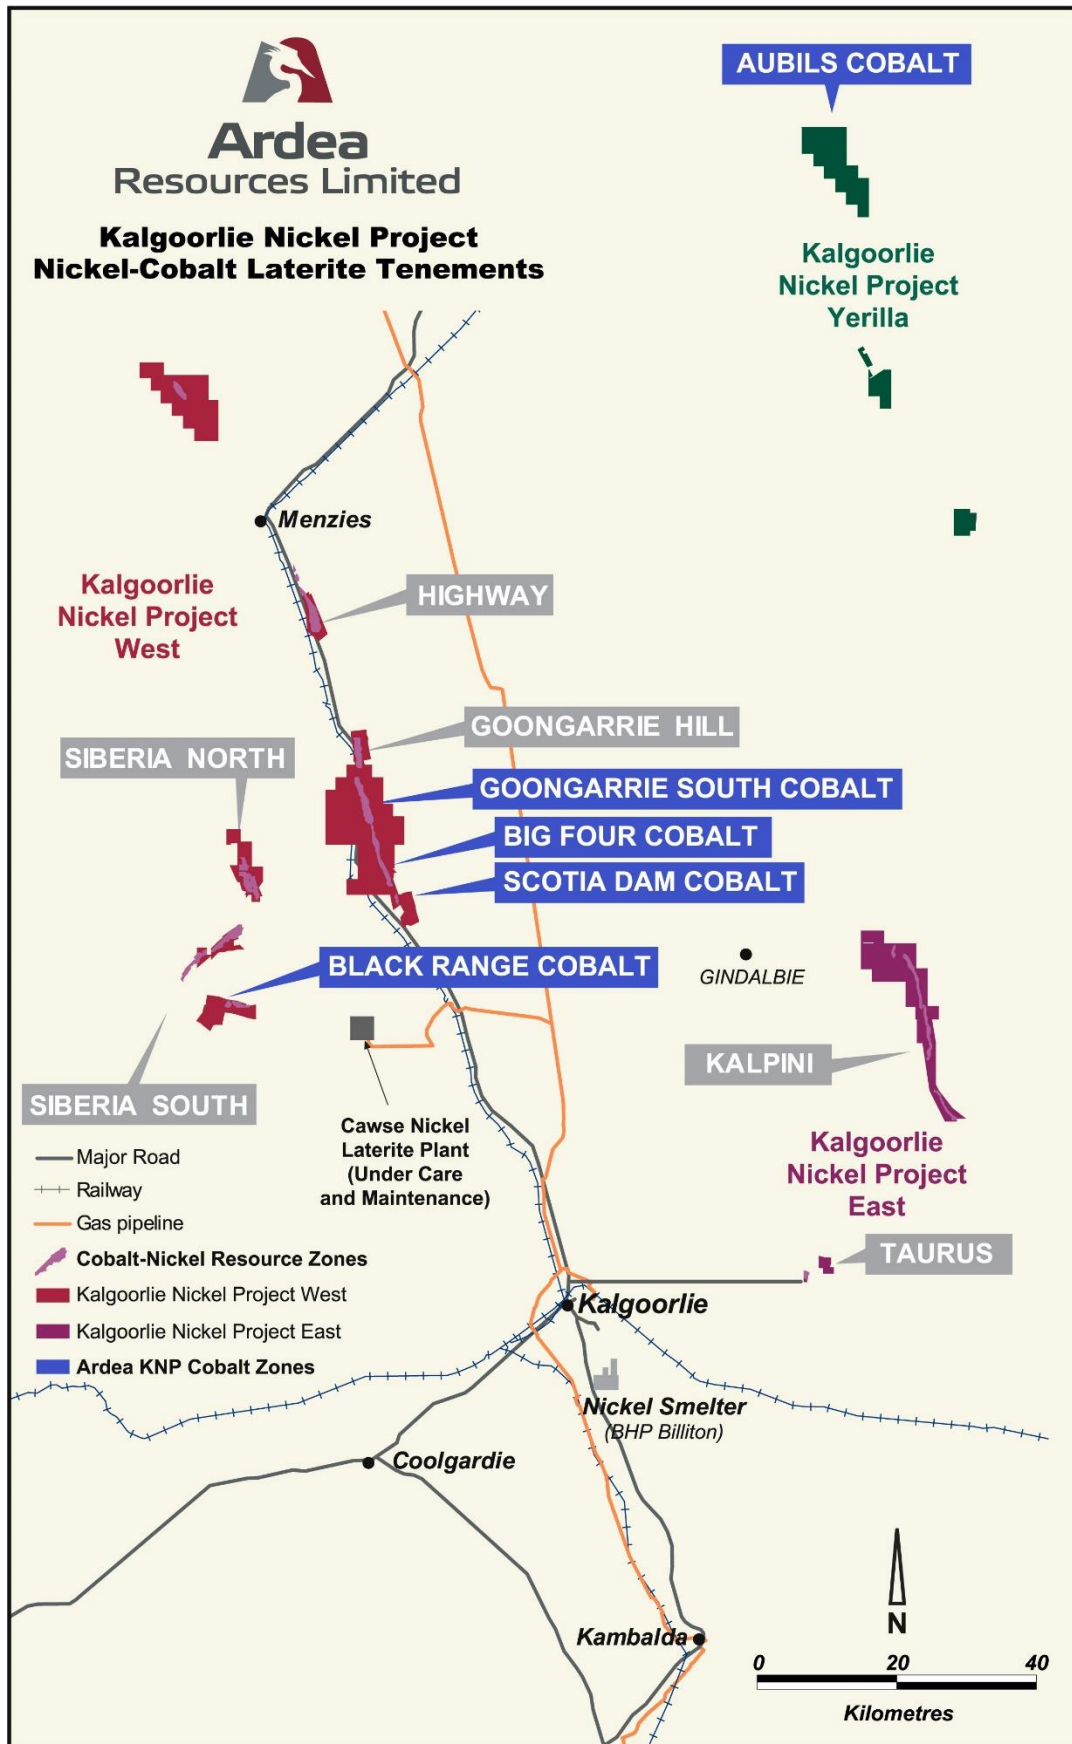 Ardea
Resources Limited
Kalgoorlie Nickel Project
Nickel-Cobalt Laterite Tenements
AUBILS COBALT
Kalgoorlie
Nickel Project
Yerilla
Menzies
Kalgoorlie
Nickel Project
West
HIGHWAY
GOONGARRIE HILL
SIBERIA NORTH
GOONGARRIE SOUTH COBALT
BIG FOUR COBALT
SCOTIA DAM COBALT
BLACK RANGE COBALT
GINDALBIE
KALPINI
SIBERIA SOUTH
Cawse Nickel
Laterite Plant
(Under Care
and Maintenance)
Kalgoorlie
Nickel Project
East
TAURUS
Major Road
Railway
Gas pipeline
Cobalt-Nickel Resource Zones
Kalgoorlie Nickel Project West
Kalgoorlie Nickel Project East
Ardea KNP Cobalt Zones
Kalgoorlie
Nickel Smelter
(BHP Billiton)
Coolgardie
Kambalda
N
0 20 40
Kilometres